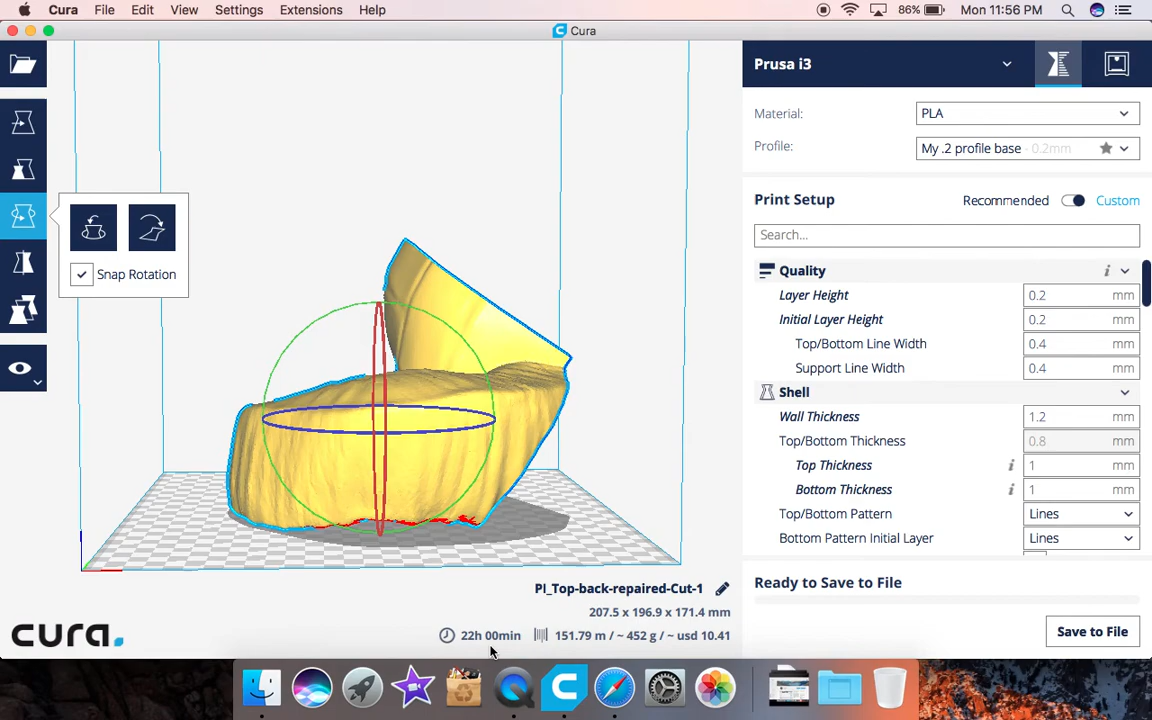 Cura File Edit View Settings Extensions Help 86% Mon 11:56 PM
Cura
Prusa i3
Material: PLA
Profile: My .2 profile base - 0.2mm
Print Setup Recommended Custom
Search...
Snap Rotation
Quality
Layer Height 0.2 mm
Initial Layer Height 0.2 mm
Top/Bottom Line Width 0.4 mm
Support Line Width 0.4 mm
Shell
Wall Thickness 1.2 mm
Top/Bottom Thickness 0.8 mm
Top Thickness 1 mm
Bottom Thickness 1 mm
Top/Bottom Pattern Lines
Bottom Pattern Initial Layer Lines
PI_Top-back-repaired-Cut-1
207.5 x 196.9 x 171.4 mm
22h 00min 151.79 m / ~ 452 g / ~ usd 10.41
Ready to Save to File
Save to File
cura.